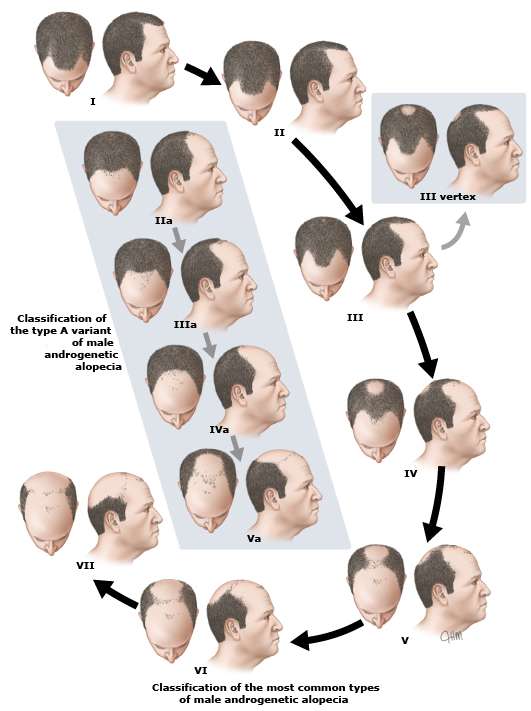 I
II
III vertex
IIa
III
IIIa
Classification of
the type A variant
of male
androgenetic
alopecia
IVa
IV
Va
VII
V
VI
Classification of the most common types
of male androgenetic alopecia